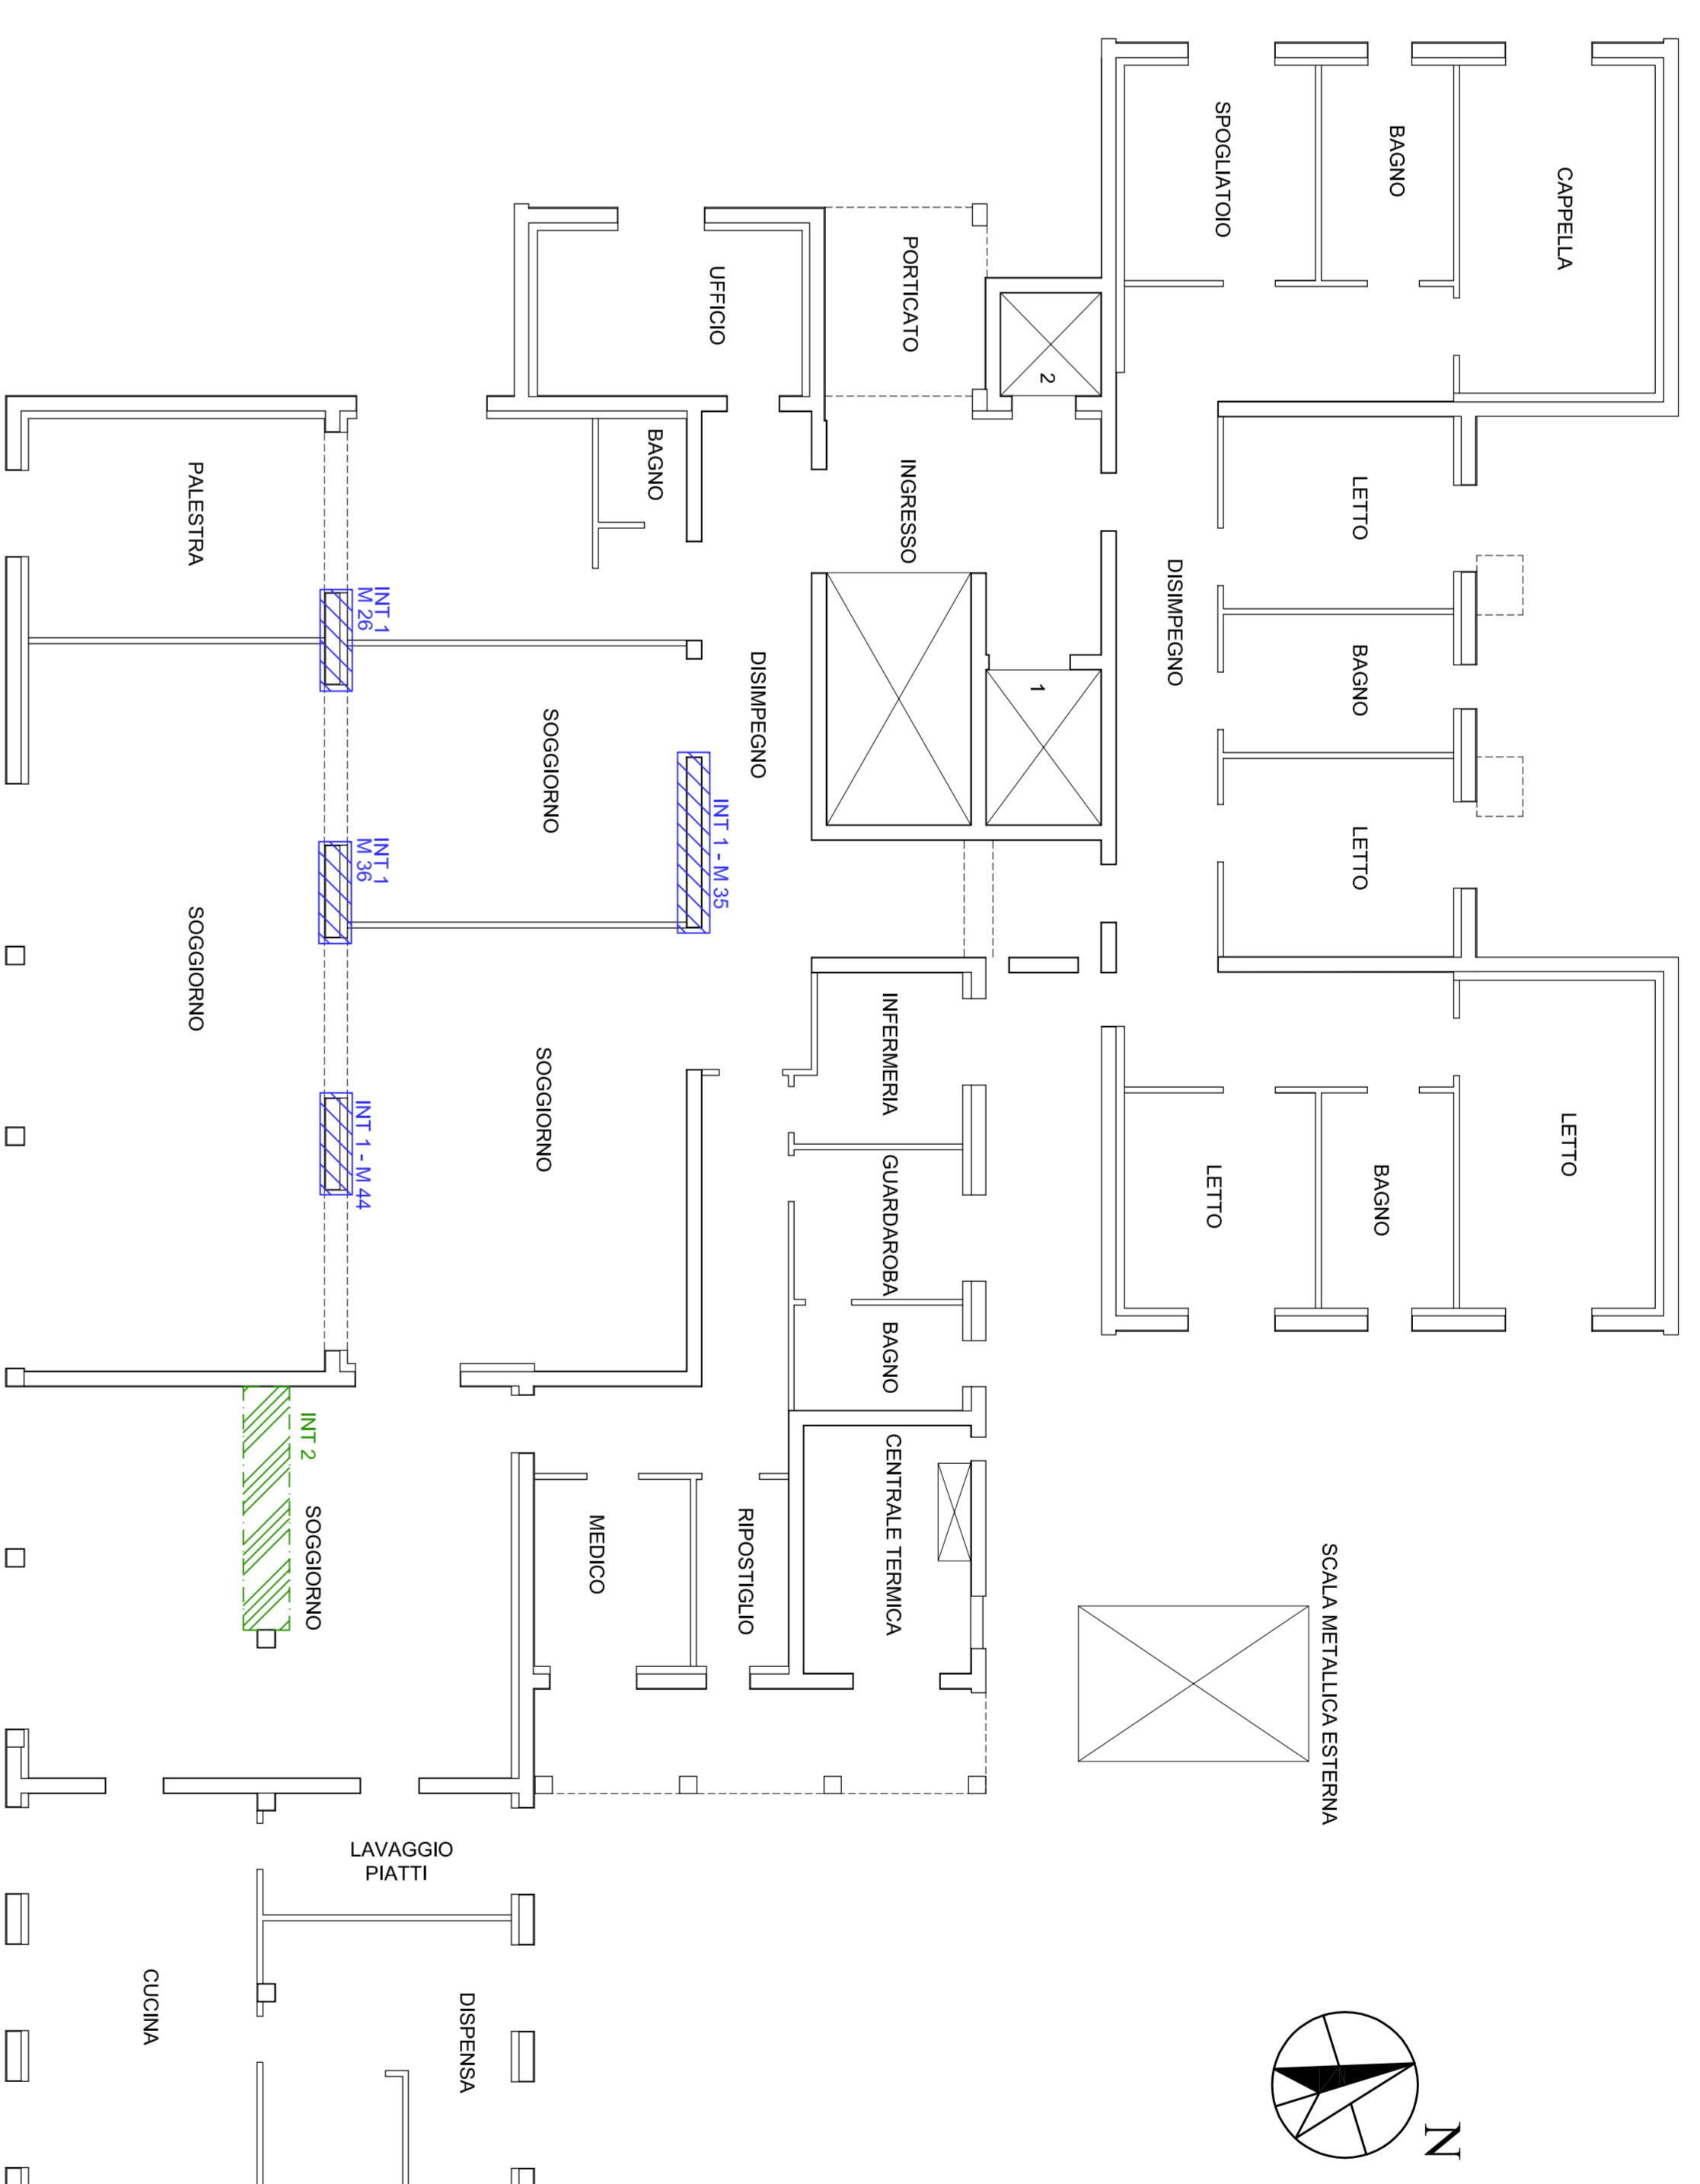 CAPPELLA
BAGNO
SPOGLIATOIO
PORTICATO
UFFICIO
2
LETTO
BAGNO
LETTO
DISIMPEGNO
INGRESSO
BAGNO
PALESTRA
1
DISIMPEGNO
SOGGIORNO
INT 1
M 26
INT 1 - M 35
INT 1
M 36
SOGGIORNO
SOGGIORNO
INT 1 - M 44
INFERMERIA
GUARDAROBA
BAGNO
LETTO
BAGNO
LETTO
CENTRALE TERMICA
RIPOSTIGLIO
MEDICO
INT 2
SOGGIORNO
SCALA METALLICA ESTERNA
LAVAGGIO
PIATTI
DISPENSA
CUCINA
N